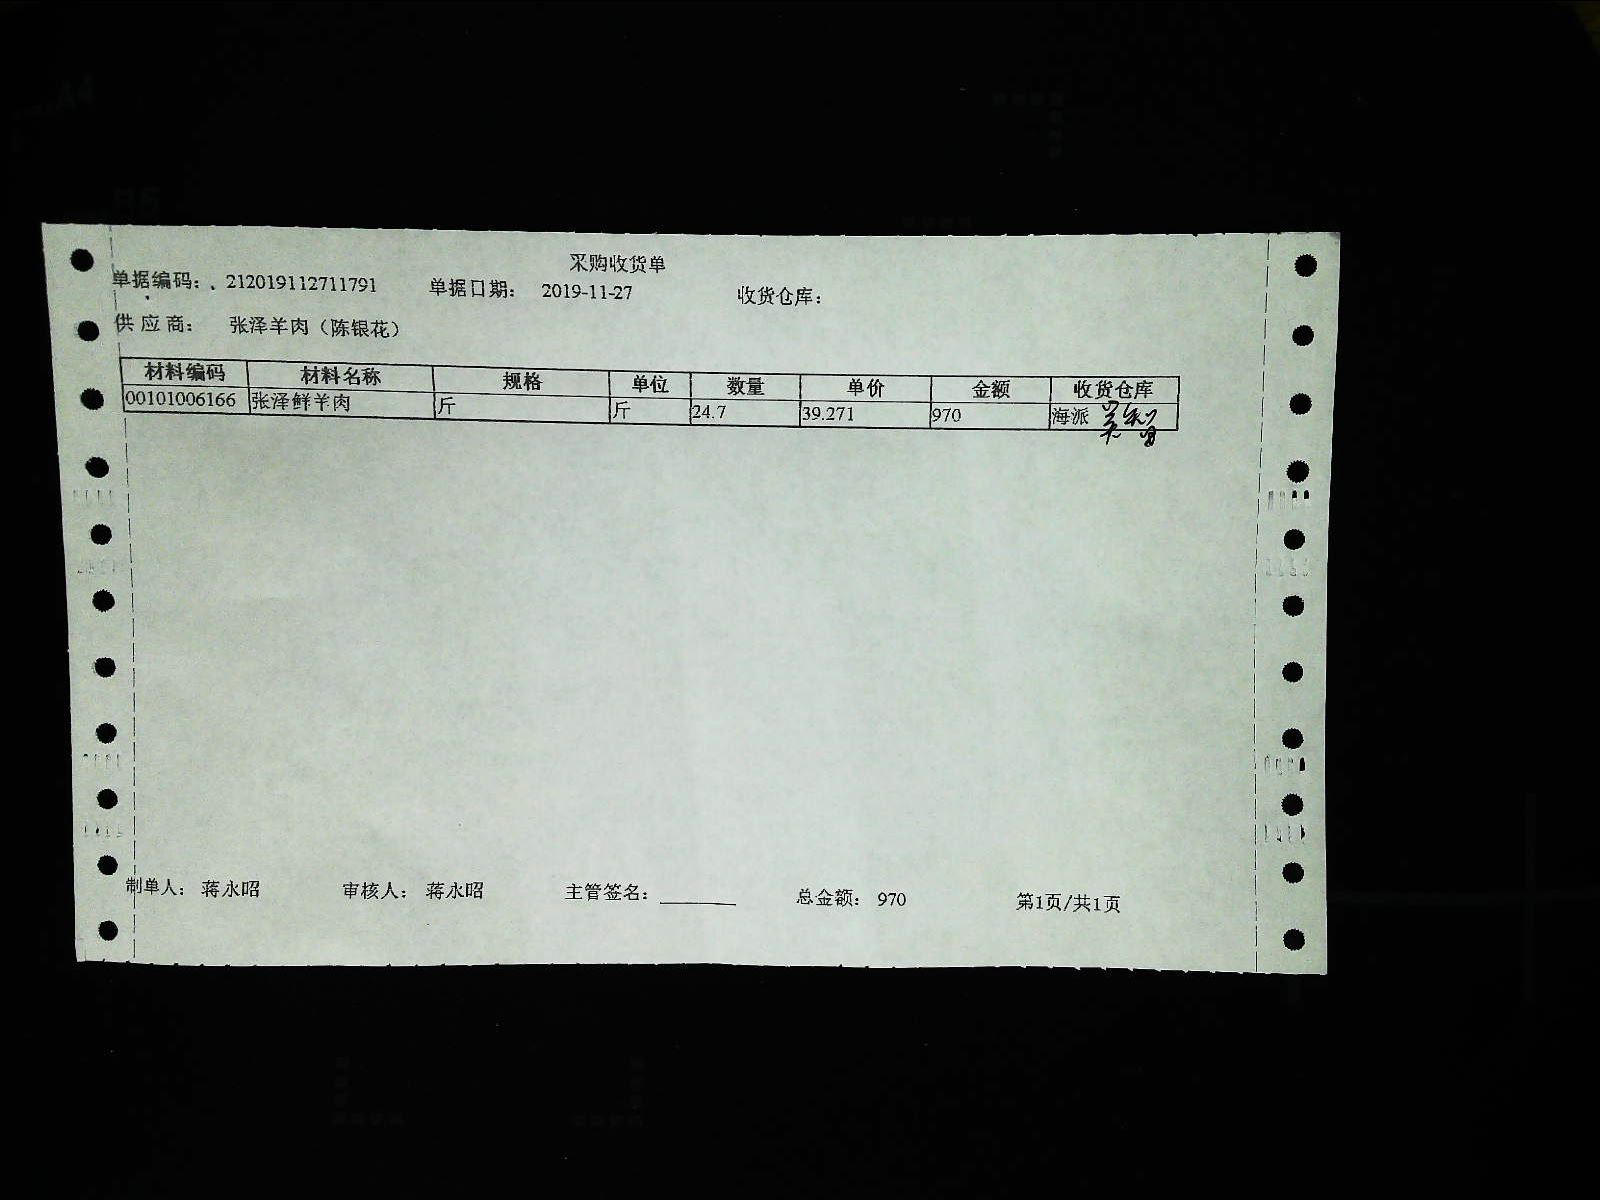 采购收货单
单据编码: 212019112711791 单据日期: 2019-11-27 收货仓库:
供 应 商: 张泽羊肉（陈银花）
材料编码 材料名称 规格 单位 数量 单价 金额 收货仓库
00101006166 张泽鲜羊肉 斤 斤 24.7 39.271 970 海派
制单人: 蒋永昭 审核人: 蒋永昭 主管签名: 总金额: 970 第1页/共1页